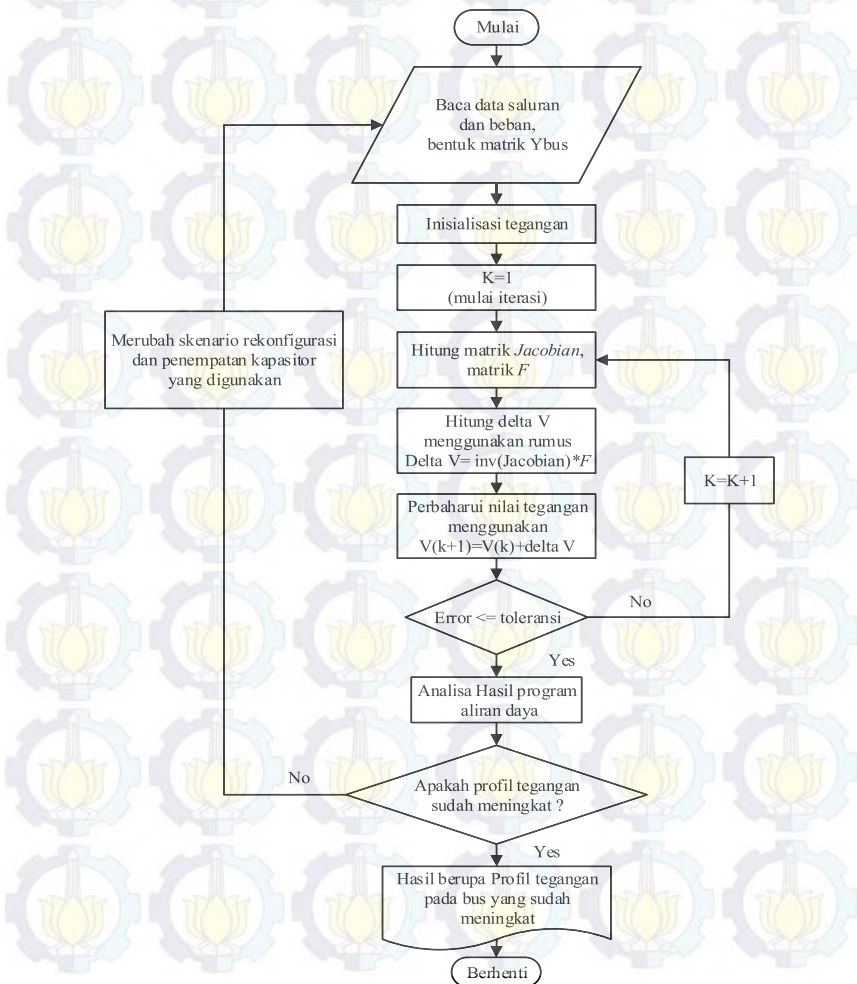 Mulai
Baca data saluran
dan beban,
bentuk matrik Ybus
Inisialisasi tegangan
K=1
(mulai iterasi)
Merubah skenario rekonfigurasi
dan penempatan kapasitor
yang digunakan
Hitung matrik Jacobian,
matrik F
Hitung delta V
menggunakan rumus
Delta V= inv(Jacobian)*F
K=K+1
Perbaharui nilai tegangan
menggunakan
V(k+1)=V(k)+delta V
Error <= toleransi
No
Yes
Analisa Hasil program
aliran daya
No
Apakah profil tegangan
sudah meningkat ?
Yes
Hasil berupa Profil tegangan
pada bus yang sudah
meningkat
Berhenti